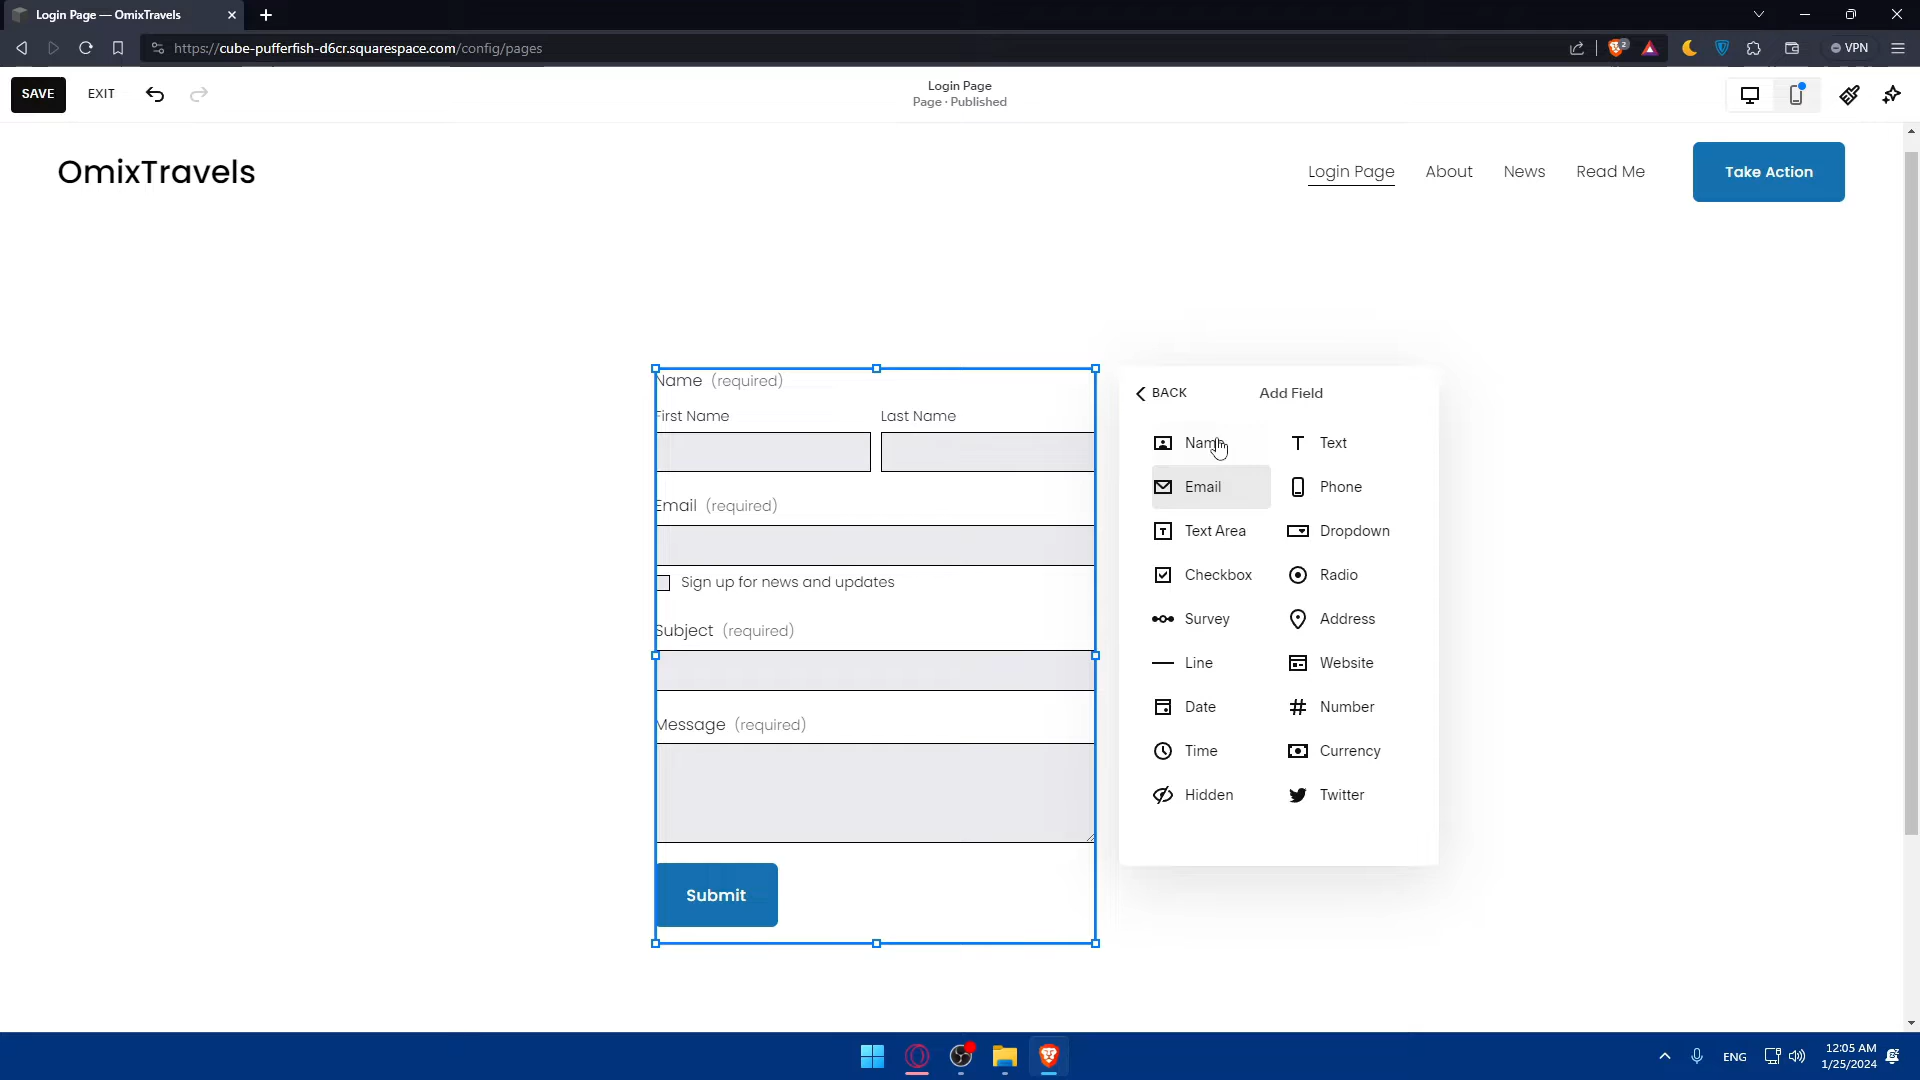 Login Page — OmixTravels
https://cube-pufferfish-d6cr.squarespace.com/config/pages
2
VPN
SAVE
EXIT
Login Page
Page · Published
OmixTravels
Login Page
About
News
Read Me
Take Action
Name (required)
First Name
Last Name
Email (required)
Sign up for news and updates
Subject (required)
Message (required)
Submit
BACK
Add Field
Name
Text
Email
Phone
Text Area
Dropdown
Checkbox
Radio
Survey
Address
Line
Website
Date
Number
Time
Currency
Hidden
Twitter
ENG
12:05 AM
1/25/2024